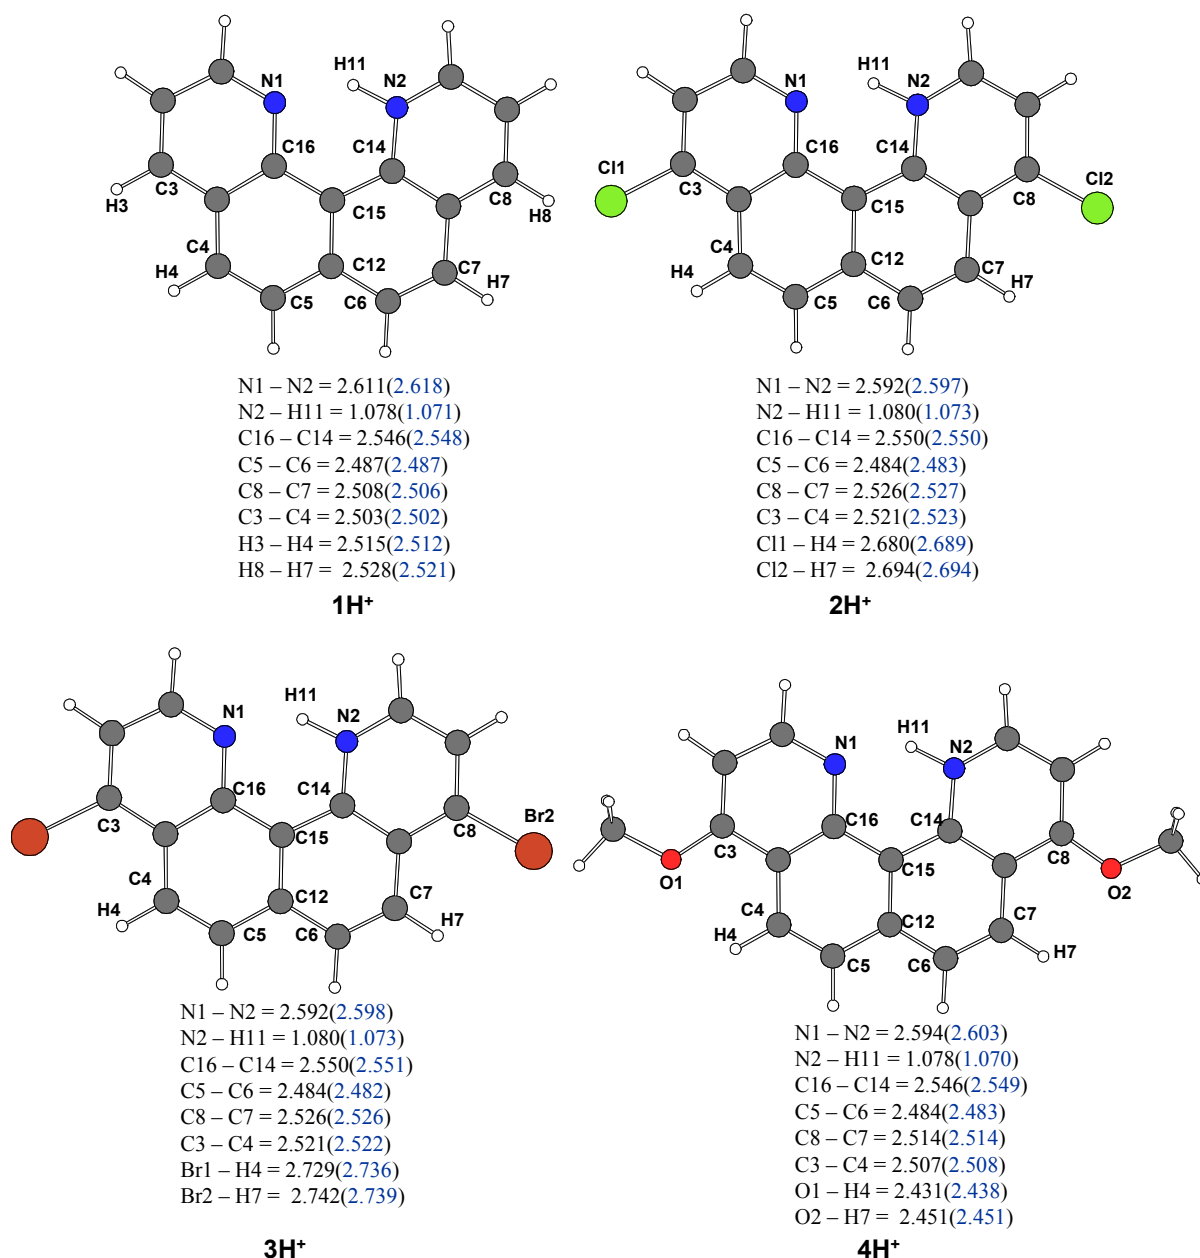 H11
N1
N2
C16
C14
C3
C15
C8
H3
H8
C4
C12
C7
H4
H7
C5
C6
N1 – N2 = 2.611(2.618)
N2 – H11 = 1.078(1.071)
C16 – C14 = 2.546(2.548)
C5 – C6 = 2.487(2.487)
C8 – C7 = 2.508(2.506)
C3 – C4 = 2.503(2.502)
H3 – H4 = 2.515(2.512)
H8 – H7 = 2.528(2.521)
1H⁺
H11
N1
N2
C16
C14
Cl1
C3
C15
C8
Cl2
C4
C12
C7
H4
H7
C5
C6
N1 – N2 = 2.592(2.597)
N2 – H11 = 1.080(1.073)
C16 – C14 = 2.550(2.550)
C5 – C6 = 2.484(2.483)
C8 – C7 = 2.526(2.527)
C3 – C4 = 2.521(2.523)
Cl1 – H4 = 2.680(2.689)
Cl2 – H7 = 2.694(2.694)
2H⁺
H11
N1
N2
C16
C14
C3
C15
C8
Br2
C4
C12
C7
H4
H7
C5
C6
N1 – N2 = 2.592(2.598)
N2 – H11 = 1.080(1.073)
C16 – C14 = 2.550(2.551)
C5 – C6 = 2.484(2.482)
C8 – C7 = 2.526(2.526)
C3 – C4 = 2.521(2.522)
Br1 – H4 = 2.729(2.736)
Br2 – H7 = 2.742(2.739)
3H⁺
H11
N1
N2
C16
C14
C3
C15
C8
O1
O2
C4
C12
C7
H4
H7
C5
C6
N1 – N2 = 2.594(2.603)
N2 – H11 = 1.078(1.070)
C16 – C14 = 2.546(2.549)
C5 – C6 = 2.484(2.483)
C8 – C7 = 2.514(2.514)
C3 – C4 = 2.507(2.508)
O1 – H4 = 2.431(2.438)
O2 – H7 = 2.451(2.451)
4H⁺